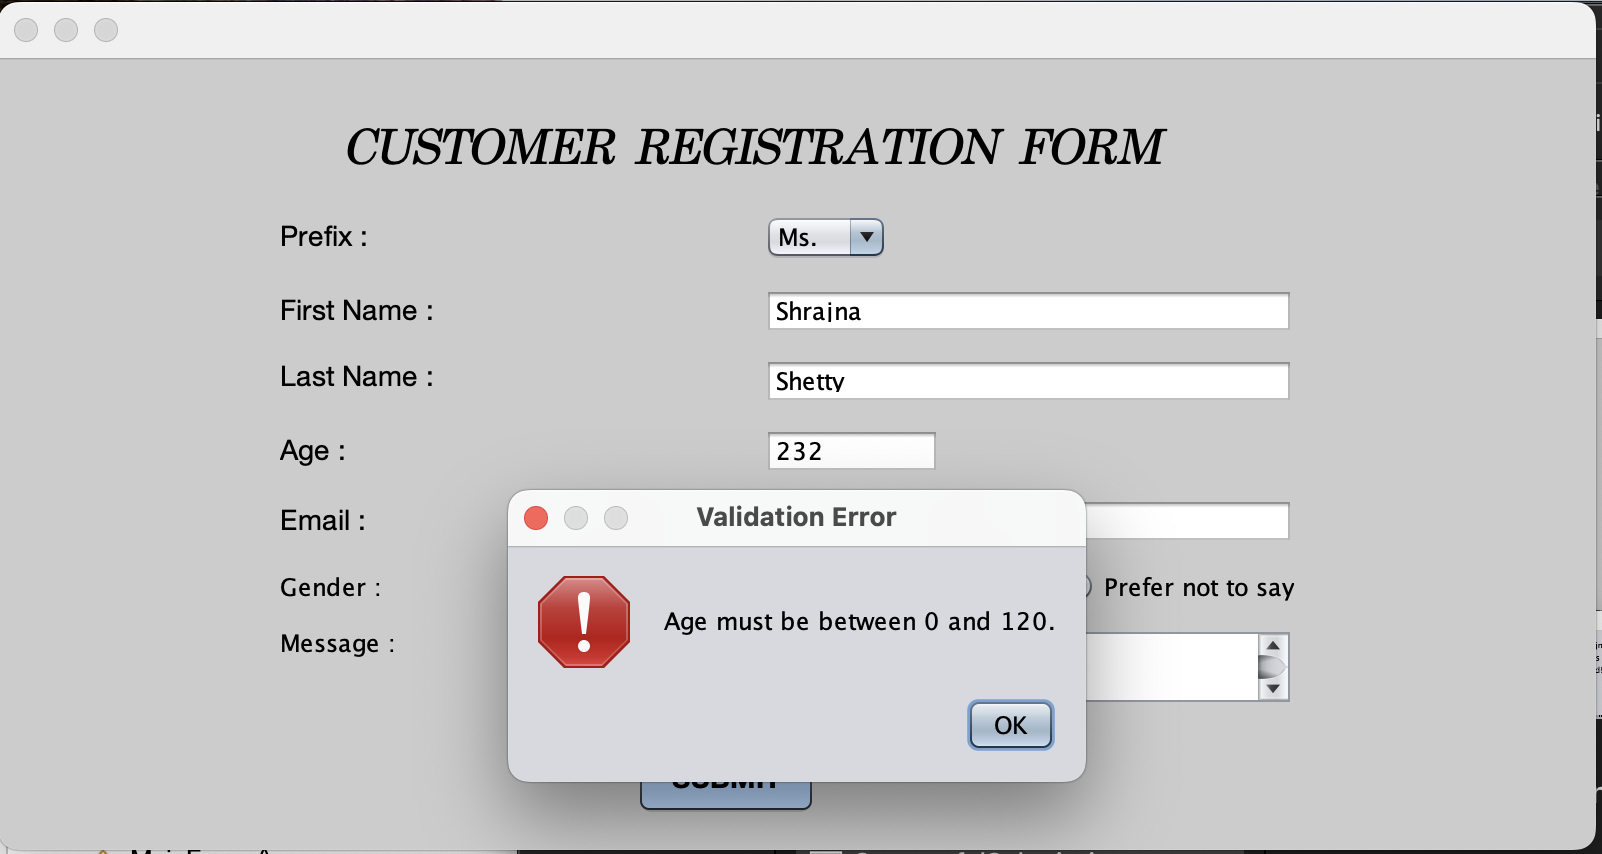 CUSTOMER REGISTRATION FORM
Prefix :
Ms.
First Name :
Shrajna
Last Name :
Shetty
Age :
232
Email :
Validation Error
Gender :
Prefer not to say
Age must be between 0 and 120.
Message :
OK
SUBMIT